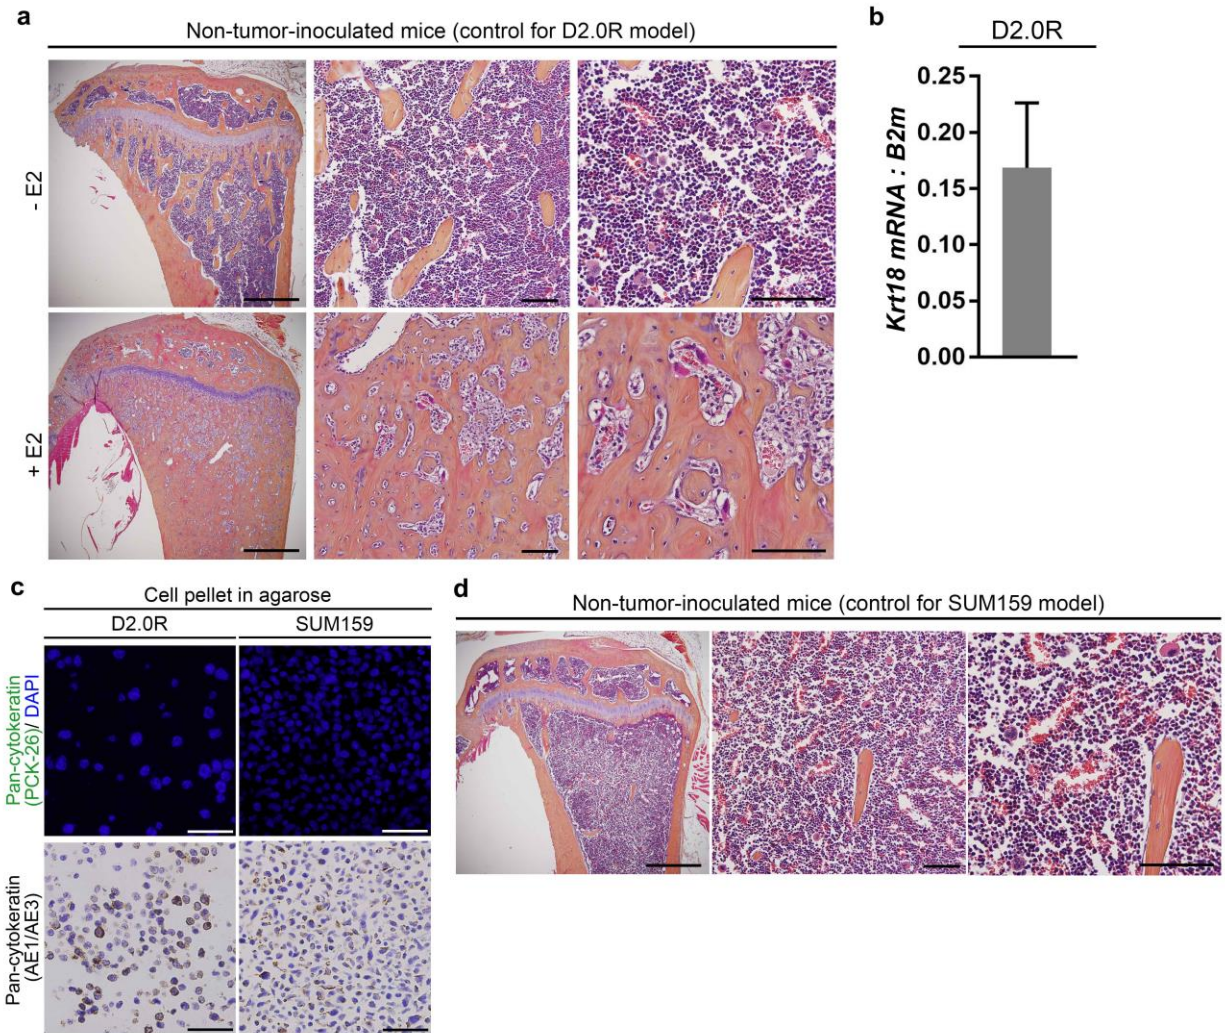 a
Non-tumor-inoculated mice (control for D2.0R model)
- E2
+ E2
b
D2.0R
Krt18 mRNA : B2m
0.25
0.20
0.15
0.10
0.05
0.00
c
Cell pellet in agarose
D2.0R
SUM159
Pan-cytokeratin
(PCK-26)/ DAPI
Pan-cytokeratin
(AE1/AE3)
d
Non-tumor-inoculated mice (control for SUM159 model)